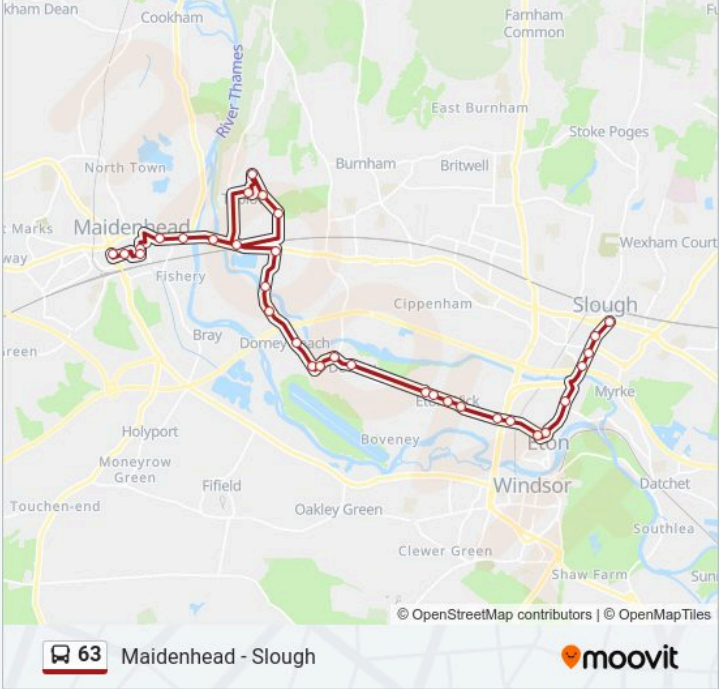 kham Dean
Cookham
Farnham
Common
River Thames
East Burnham
Stoke Poges
North Town
Burnham
Britwell
t Marks
Maidenhead
way
Wexham Court
Fishery
Cippenham
Slough
Bray
Dorney Reach
Green
Myrke
Eton
Holyport
Boveney
Moneyrow
Green
Windsor
Datchet
Fifield
Touchen-end
Oakley Green
Southlea
Clewer Green
Shaw Farm
Sun
© OpenStreetMap contributors | © OpenMapTiles
63 Maidenhead - Slough
moovit